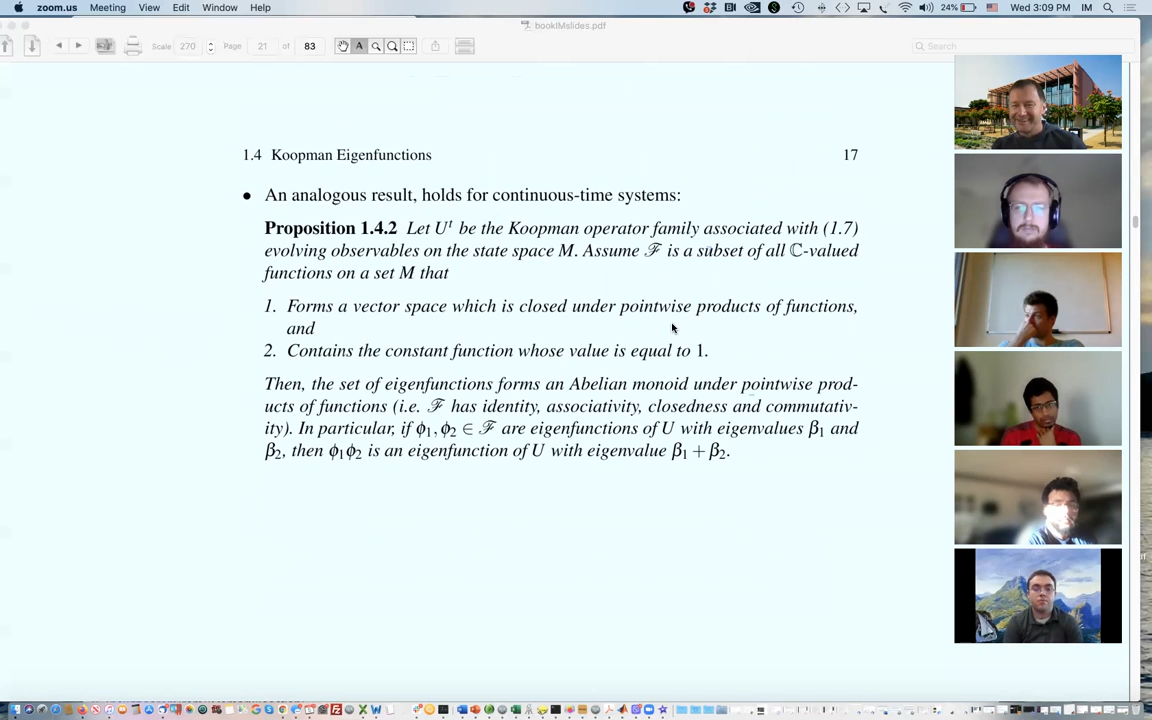 zoom.us Meeting View Edit Window Help 24% Wed 3:09 PM IM
bookIMslides.pdf
Scale 270 Page 21 of 83 A Search
1.4 Koopman Eigenfunctions 17
• An analogous result, holds for continuous-time systems:
Proposition 1.4.2 Let Uᵗ be the Koopman operator family associated with (1.7)
evolving observables on the state space M. Assume ℱ is a subset of all ℂ-valued
functions on a set M that
1. Forms a vector space which is closed under pointwise products of functions,
and
2. Contains the constant function whose value is equal to 1.
Then, the set of eigenfunctions forms an Abelian monoid under pointwise prod-
ucts of functions (i.e. ℱ has identity, associativity, closedness and commutativ-
ity). In particular, if ϕ₁,ϕ₂ ∈ ℱ are eigenfunctions of U with eigenvalues β₁ and
β₂, then ϕ₁ϕ₂ is an eigenfunction of U with eigenvalue β₁ + β₂.